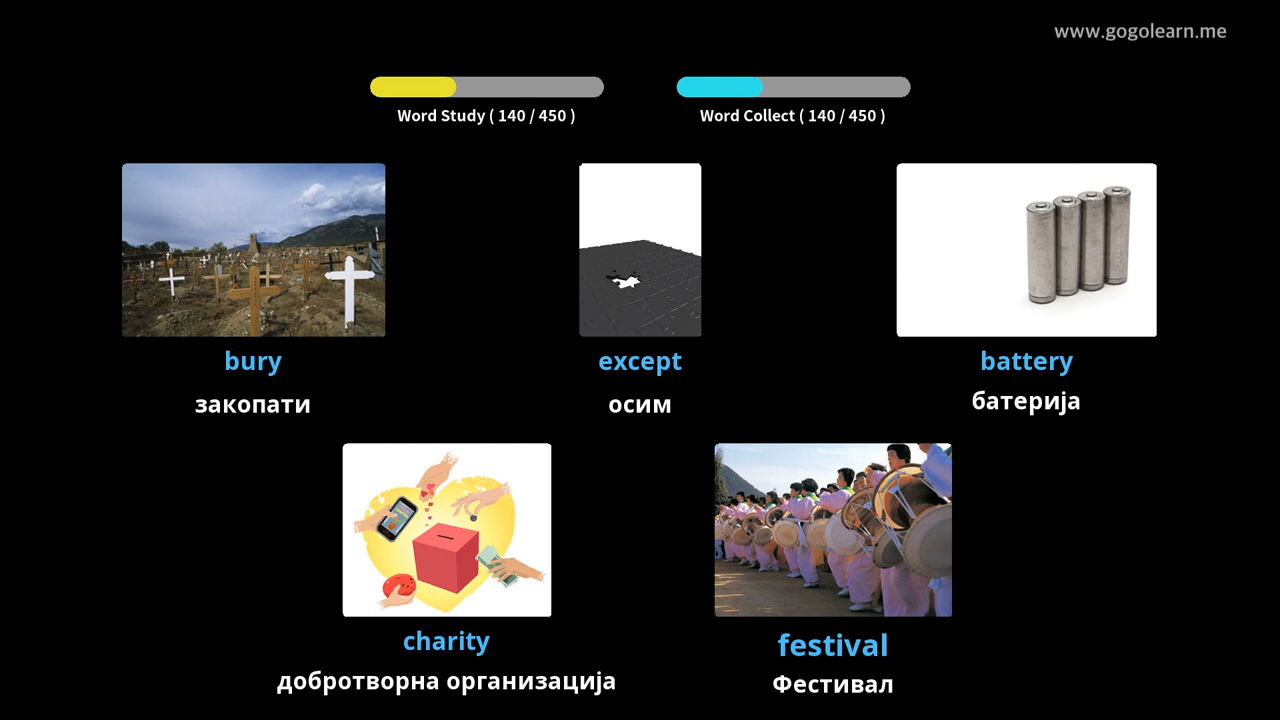 www.gogolearn.me
Word Study ( 140 / 450 )
Word Collect ( 140 / 450 )
bury
except
battery
закопати
осим
батерија
charity
festival
добротворна организација
Фестивал